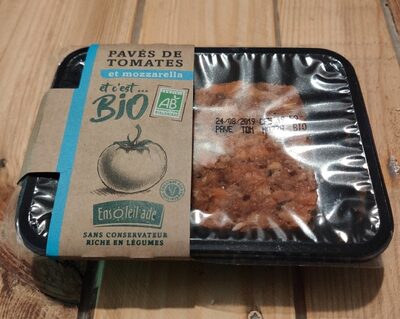 PAVÉS DE
TOMATES
et mozzarella
et c'est...
BIO
AB
Ensoleil'ade
SANS CONSERVATEUR
RICHE EN LÉGUMES
24/08/2019
PAVE TOM BIO